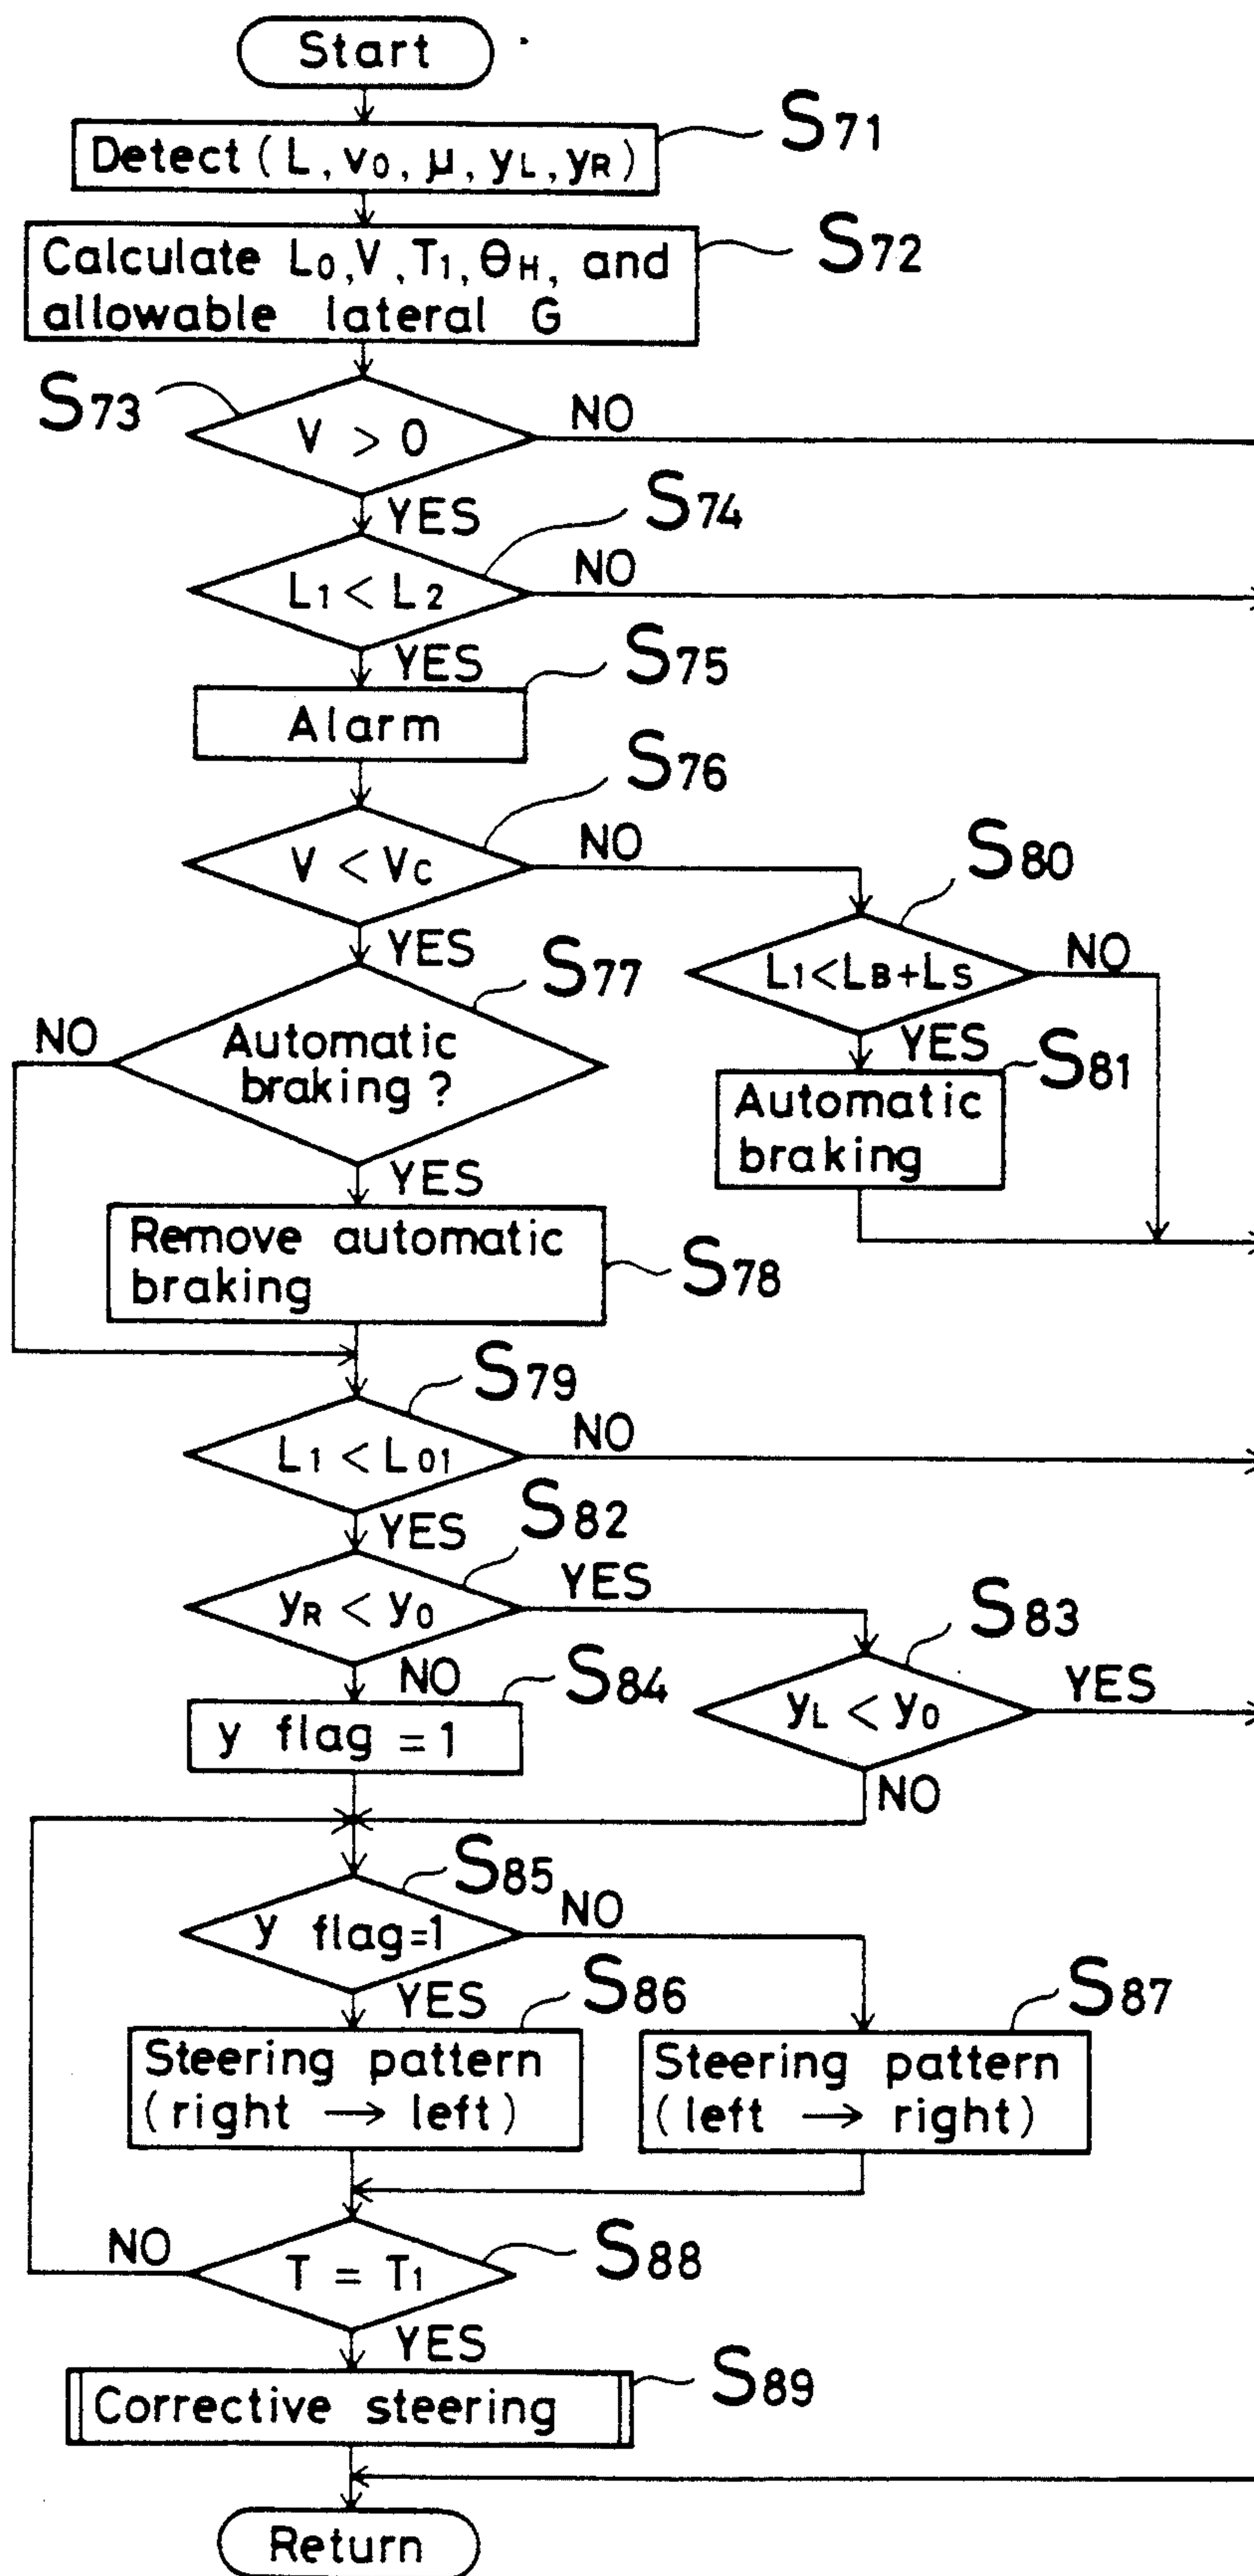 Start
S71
Detect (L, v0, μ, yL, yR)
S72
Calculate L0, V, T1, θH, and
allowable lateral G
S73
V > 0
NO
YES
S74
L1 < L2
NO
YES
S75
Alarm
S76
V < VC
NO
YES
S80
L1<LB+LS
NO
YES
S81
Automatic
braking
S77
NO
Automatic
braking?
YES
Remove automatic
braking
S78
S79
L1 < L01
NO
YES
S82
yR < y0
YES
NO
S83
yL < y0
YES
NO
S84
y flag = 1
S85
y flag=1
NO
YES
S86
Steering pattern
(right → left)
S87
Steering pattern
(left → right)
NO
T = T1
S88
YES
Corrective steering
S89
Return